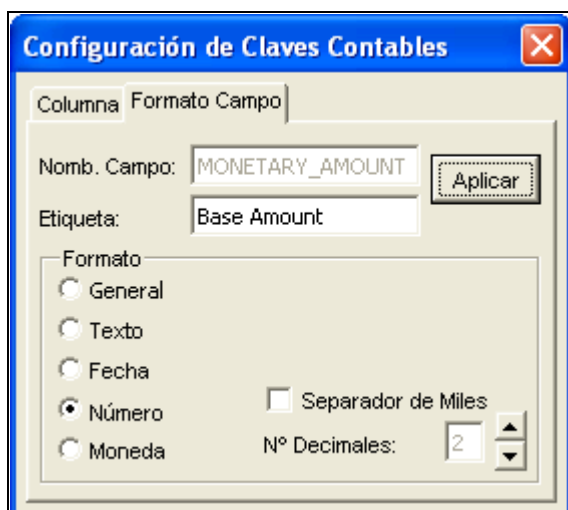 Configuración de Claves Contables
Columna Formato Campo
Nomb. Campo: MONETARY_AMOUNT Aplicar
Etiqueta: Base Amount
Formato
General
Texto
Fecha
Número Separador de Miles
Moneda Nº Decimales: 2